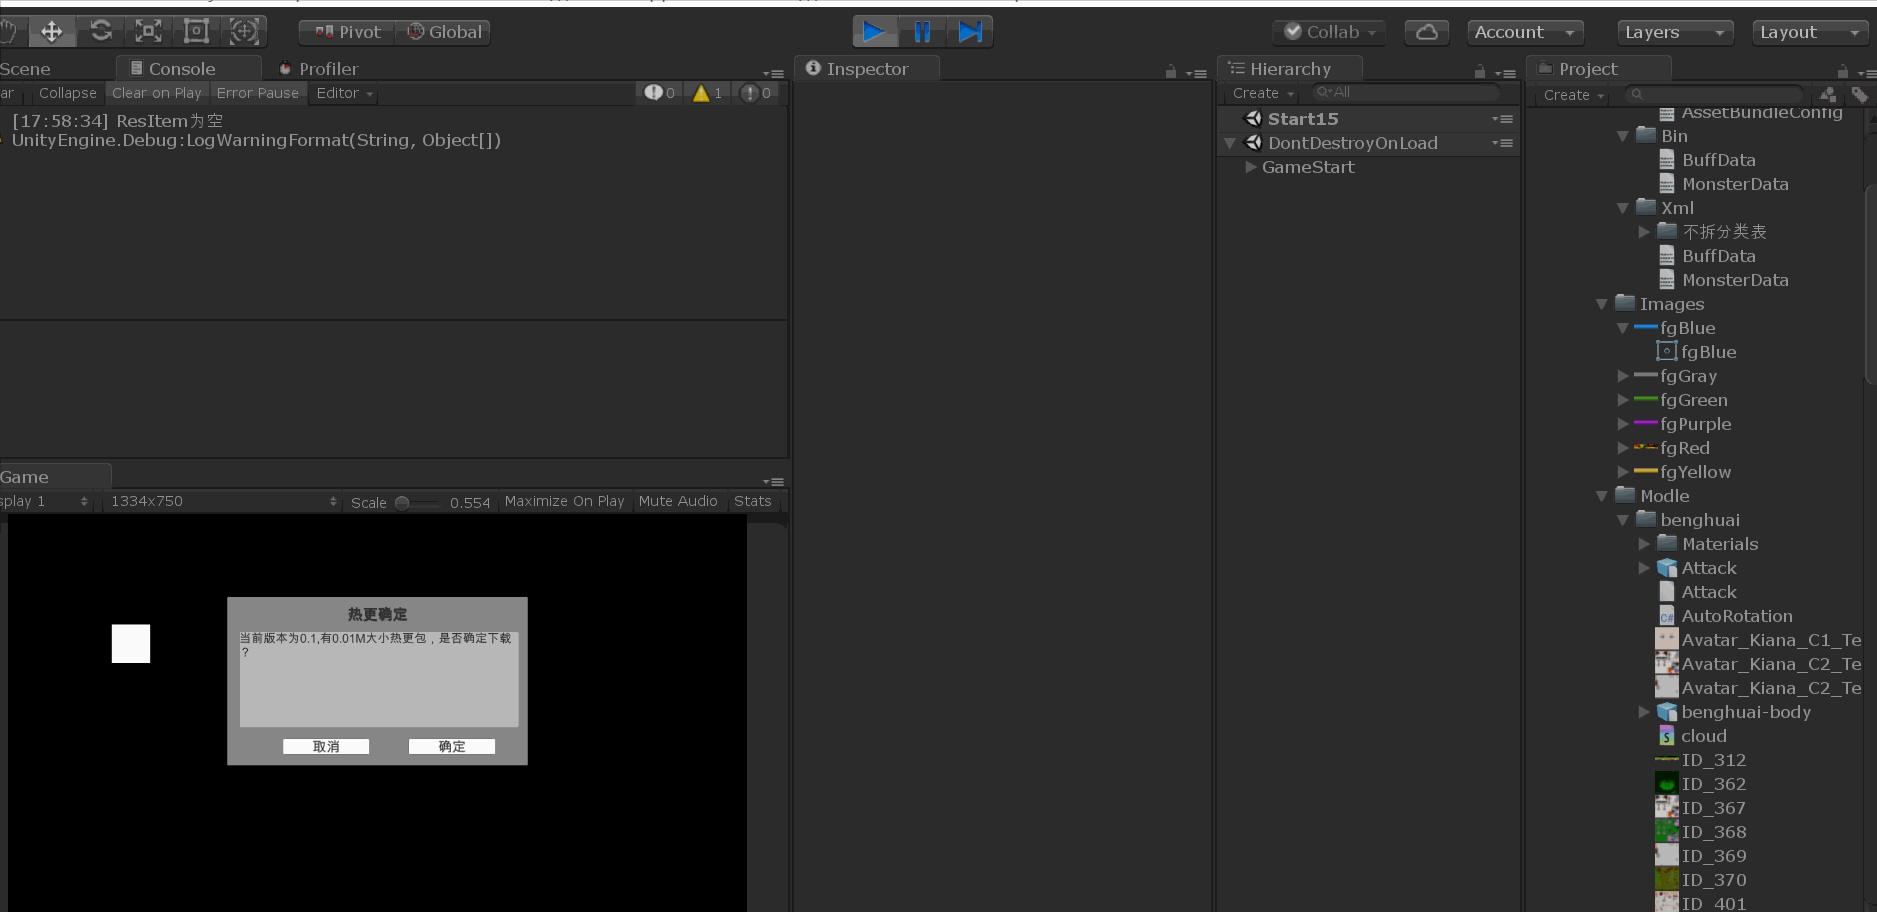 Pivot
Global
Collab
Account
Layers
Layout
Scene
Console
Profiler
Inspector
Hierarchy
Project
ar
Collapse
Clear on Play
Error Pause
Editor
0
1
0
Create
All
Create
[17:58:34] ResItem为空
UnityEngine.Debug:LogWarningFormat(String, Object[])
Start15
DontDestroyOnLoad
GameStart
AssetBundleConfig
Bin
BuffData
MonsterData
Xml
不拆分类表
BuffData
MonsterData
Images
fgBlue
fgBlue
fgGray
fgGreen
fgPurple
fgRed
fgYellow
Modle
benghuai
Materials
Attack
Attack
AutoRotation
Avatar_Kiana_C1_Te
Avatar_Kiana_C2_Te
Avatar_Kiana_C2_Te
benghuai-body
cloud
ID_312
ID_362
ID_367
ID_368
ID_369
ID_370
ID_401
Game
splay 1
1334x750
Scale
0.554
Maximize On Play
Mute Audio
Stats
热更确定
当前版本为0.1,有0.01M大小热更包，是否确定下载
？
取消
确定